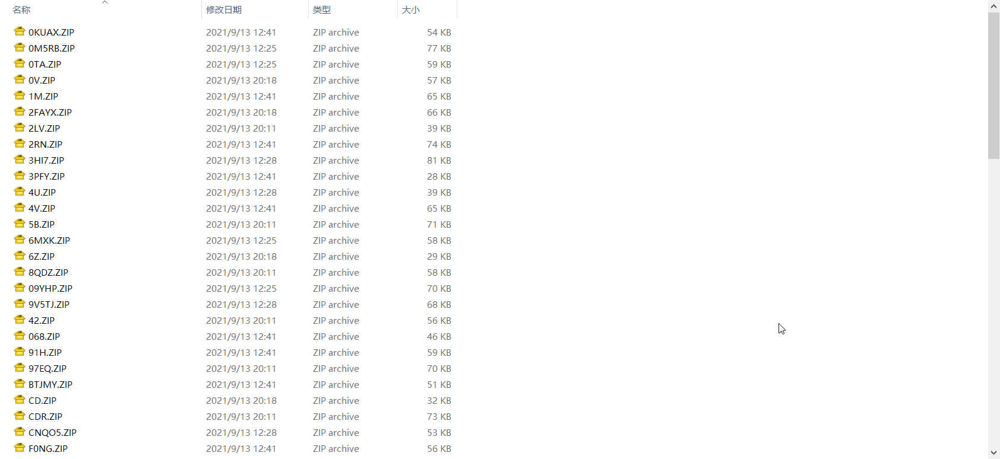 名称 修改日期 类型 大小
0KUAX.ZIP 2021/9/13 12:41 ZIP archive 54 KB
0M5RB.ZIP 2021/9/13 12:25 ZIP archive 77 KB
0TA.ZIP 2021/9/13 12:25 ZIP archive 59 KB
0V.ZIP 2021/9/13 20:18 ZIP archive 57 KB
1M.ZIP 2021/9/13 12:41 ZIP archive 65 KB
2FAYX.ZIP 2021/9/13 20:18 ZIP archive 66 KB
2LV.ZIP 2021/9/13 20:11 ZIP archive 39 KB
2RN.ZIP 2021/9/13 12:41 ZIP archive 74 KB
3HI7.ZIP 2021/9/13 12:28 ZIP archive 81 KB
3PFY.ZIP 2021/9/13 12:41 ZIP archive 28 KB
4U.ZIP 2021/9/13 12:28 ZIP archive 39 KB
4V.ZIP 2021/9/13 12:41 ZIP archive 65 KB
5B.ZIP 2021/9/13 20:11 ZIP archive 71 KB
6MXK.ZIP 2021/9/13 12:25 ZIP archive 58 KB
6Z.ZIP 2021/9/13 20:18 ZIP archive 29 KB
8QDZ.ZIP 2021/9/13 20:11 ZIP archive 58 KB
09YHP.ZIP 2021/9/13 12:25 ZIP archive 70 KB
9V5TJ.ZIP 2021/9/13 12:28 ZIP archive 68 KB
42.ZIP 2021/9/13 20:11 ZIP archive 56 KB
068.ZIP 2021/9/13 12:41 ZIP archive 46 KB
91H.ZIP 2021/9/13 12:41 ZIP archive 59 KB
97EQ.ZIP 2021/9/13 20:11 ZIP archive 70 KB
BTJMY.ZIP 2021/9/13 12:41 ZIP archive 51 KB
CD.ZIP 2021/9/13 20:18 ZIP archive 32 KB
CDR.ZIP 2021/9/13 20:11 ZIP archive 73 KB
CNQO5.ZIP 2021/9/13 12:28 ZIP archive 53 KB
F0NG.ZIP 2021/9/13 12:41 ZIP archive 56 KB